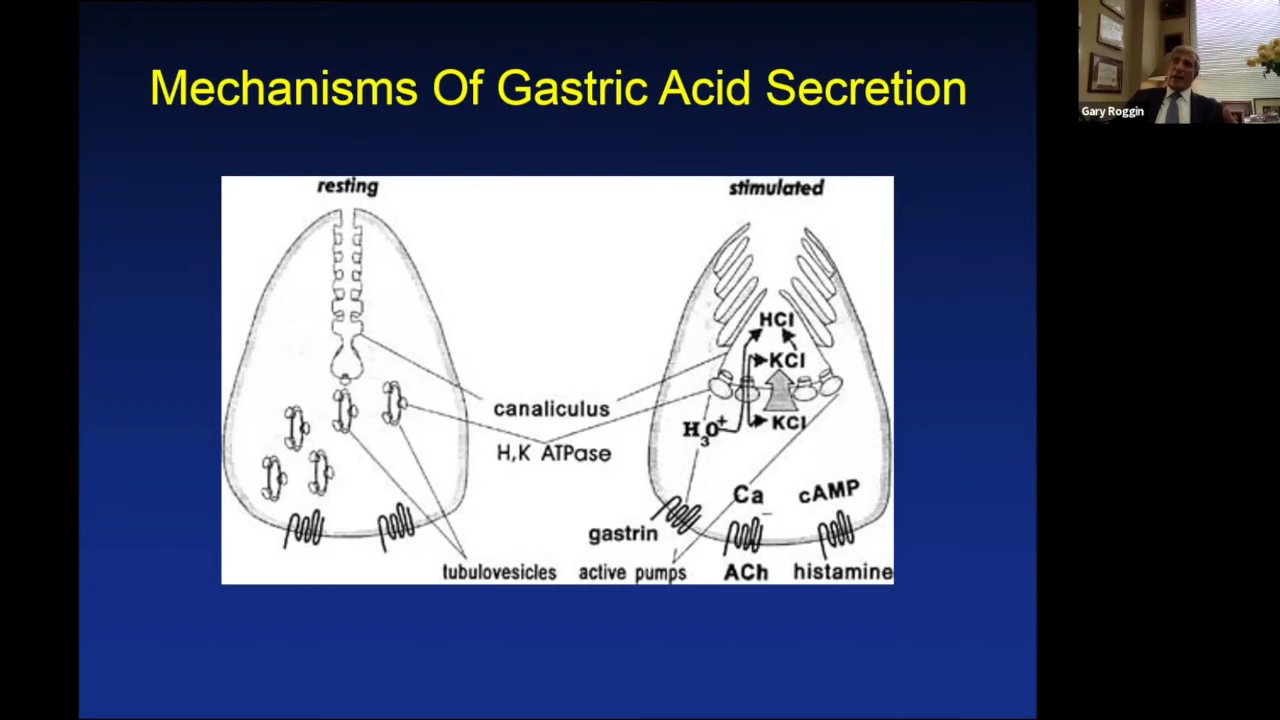 Mechanisms Of Gastric Acid Secretion
Gary Roggin
resting
stimulated
HCl
KCl
canaliculus
H₃O⁺
KCl
H,K ATPase
Ca
cAMP
gastrin
tubulovesicles
active pumps
ACh
histamine